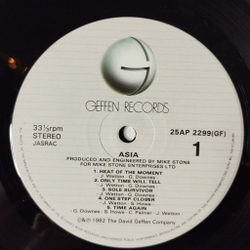 GEFFEN RECORDS
33⅓rpm
STEREO
JASRAC
25AP 2299(GF)
1
ASIA
PRODUCED AND ENGINEERED BY MIKE STONE
FOR MIKE STONE ENTERPRISES LTD
1. HEAT OF THE MOMENT
J. Wetton - G. Downes
2. ONLY TIME WILL TELL
J. Wetton - G. Downes
3. SOLE SURVIVOR
J. Wetton - G. Downes
4. ONE STEP CLOSER
J. Wetton - S. Howe
5. TIME AGAIN
G. Downes - S. Howe - C. Palmer - J. Wetton
1982 The David Geffen Company